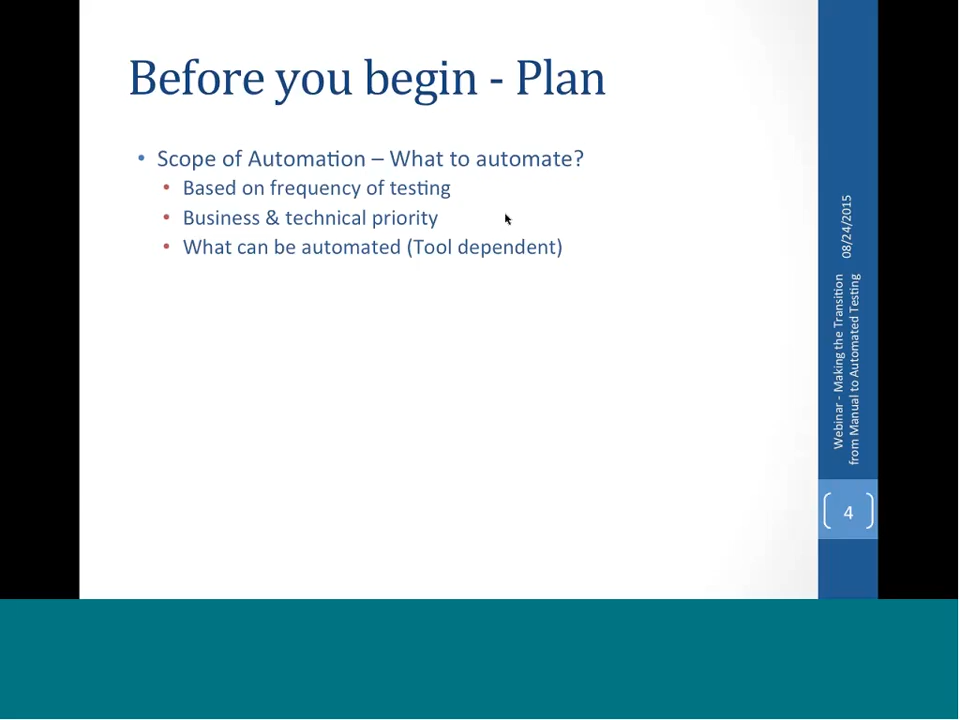 Before you begin - Plan
• Scope of Automation – What to automate?
• Based on frequency of testing
• Business & technical priority
• What can be automated (Tool dependent)
08/24/2015
Webinar - Making the Transition
from Manual to Automated Testing
4